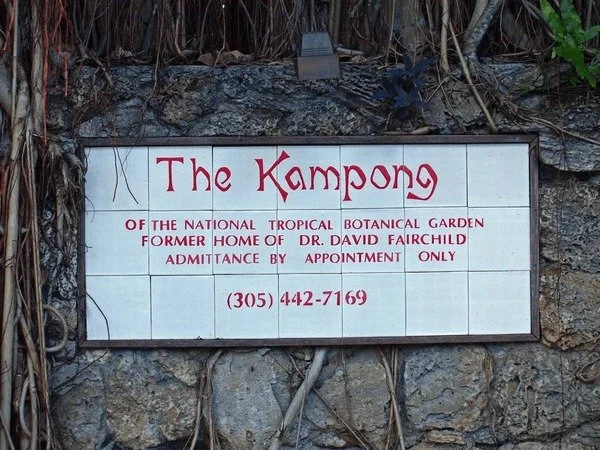 The Kampong
OF THE NATIONAL TROPICAL BOTANICAL GARDEN
FORMER HOME OF DR. DAVID FAIRCHILD
ADMITTANCE BY APPOINTMENT ONLY
(305) 442-7169